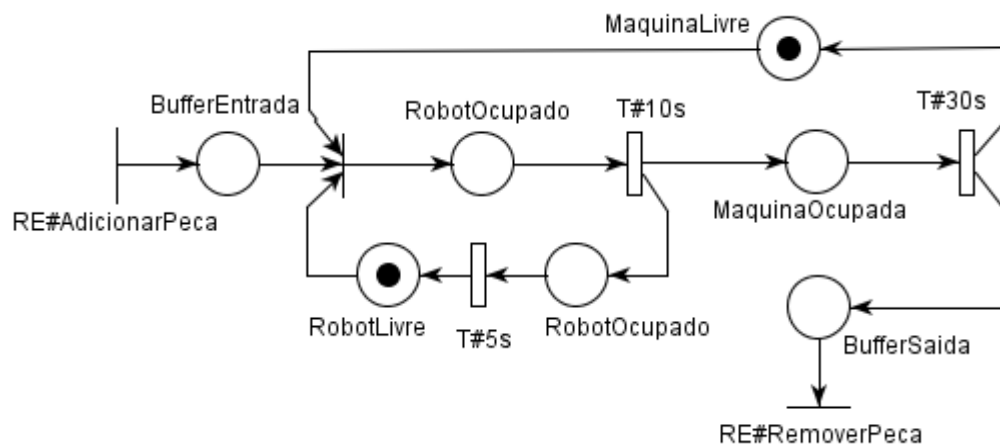 MaquinaLivre
BufferEntrada
RobotOcupado
T#10s
T#30s
RE#AdicionarPeca
MaquinaOcupada
RobotLivre
T#5s
RobotOcupado
BufferSaida
RE#RemoverPeca